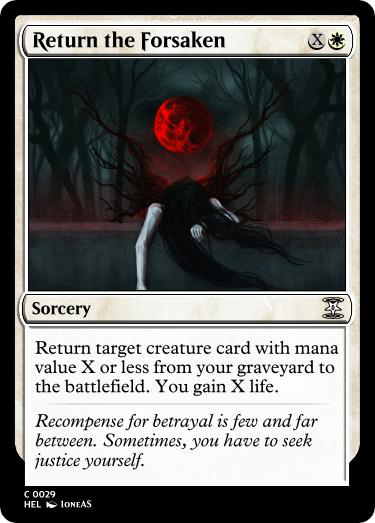 Return the Forsaken X
Sorcery
Return target creature card with mana
value X or less from your graveyard to
the battlefield. You gain X life.
Recompense for betrayal is few and far
between. Sometimes, you have to seek
justice yourself.
C 0029
HEL IoneAS